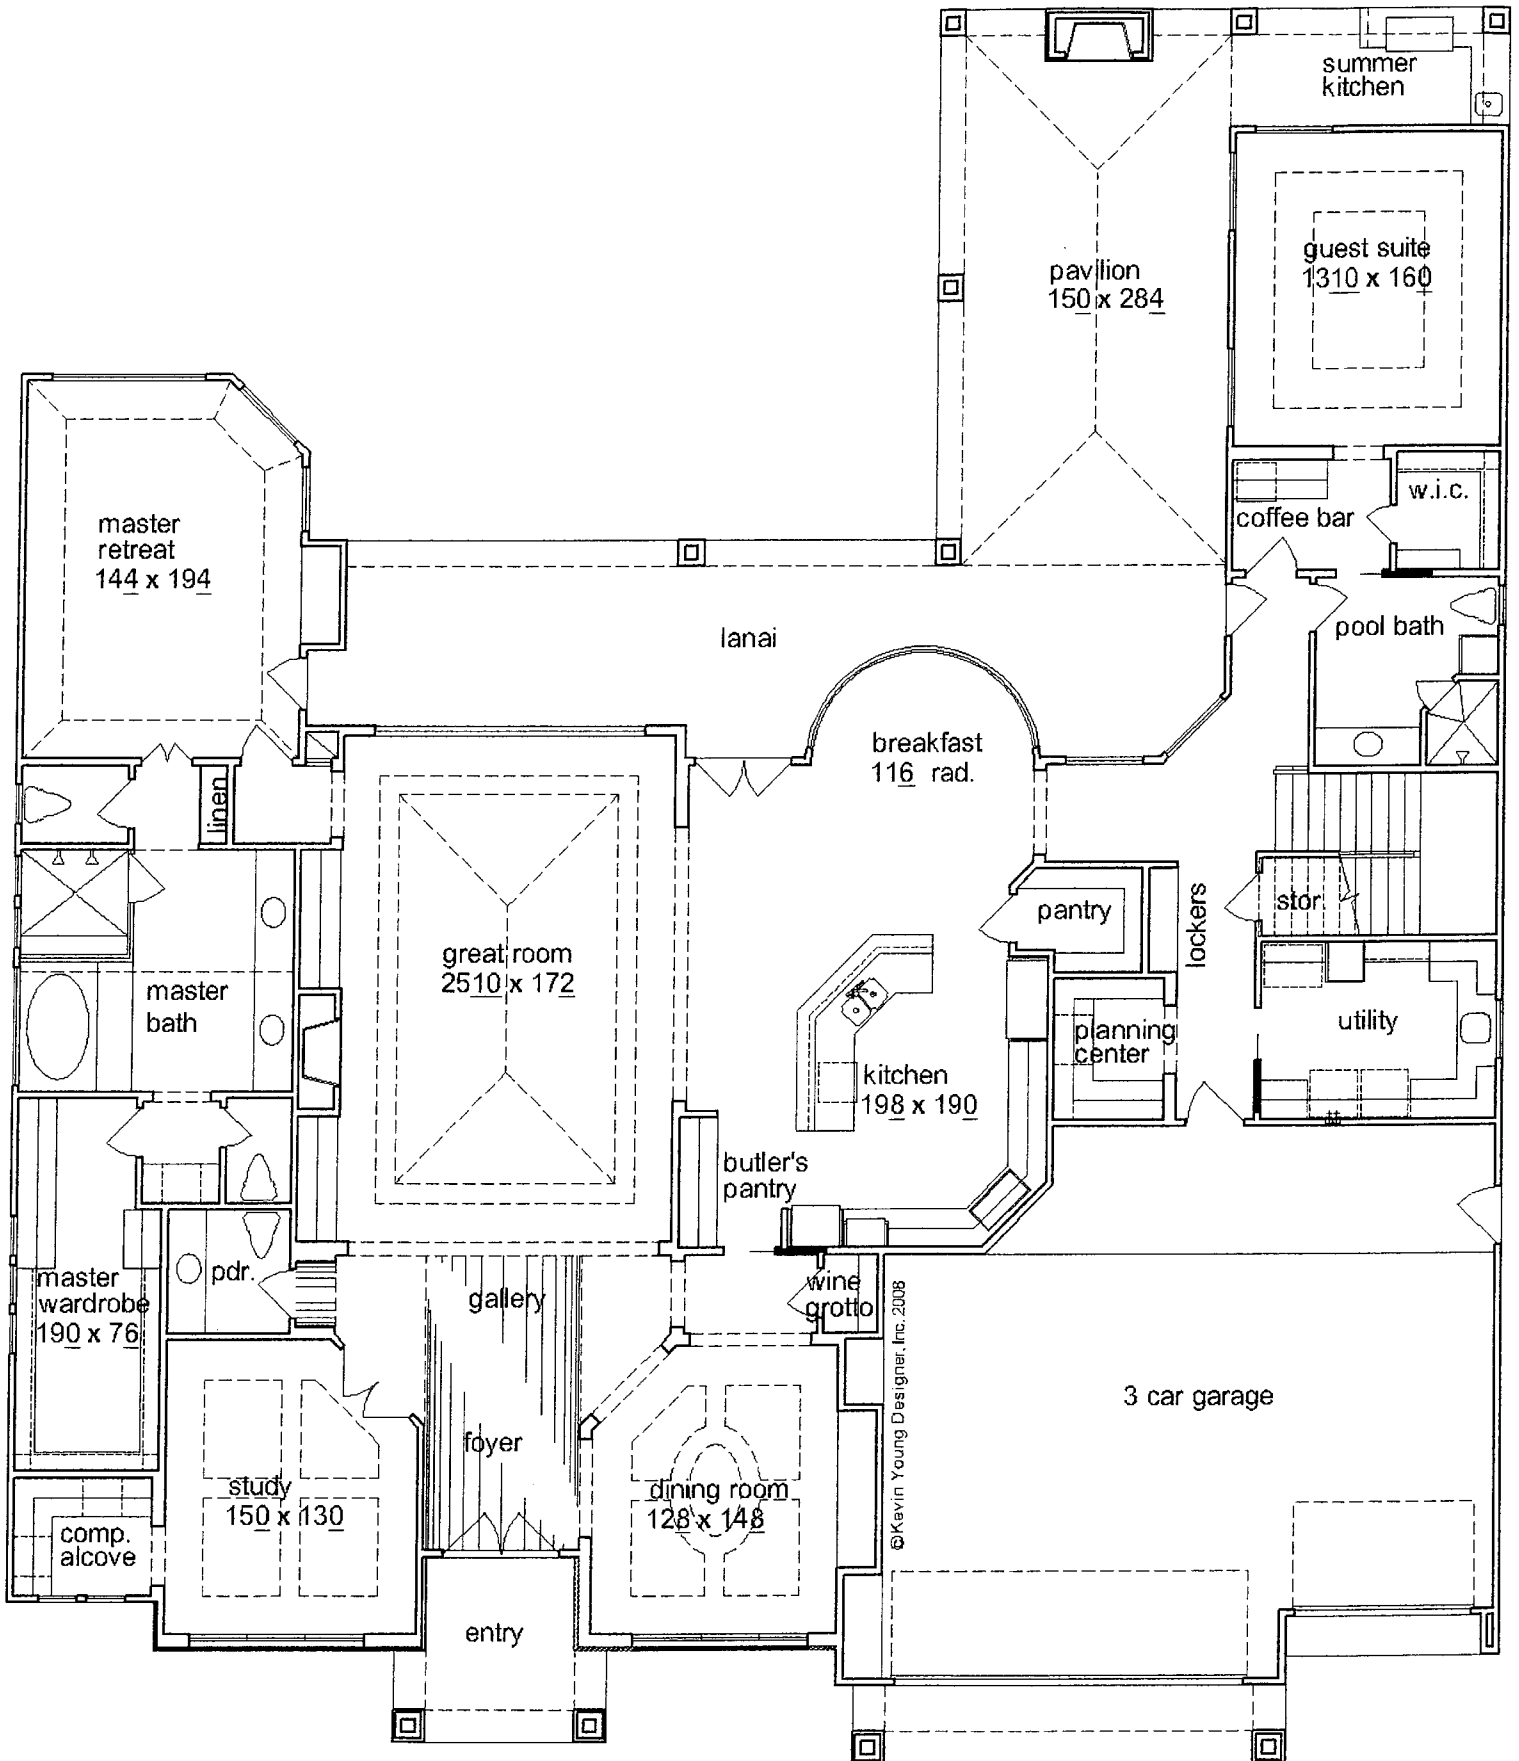 summer
kitchen
guest suite
1310 x 160
pavilion
150 x 284
w.i.c.
coffee bar
master
retreat
144 x 194
pool bath
lanai
breakfast
116 rad.
linen
stor.
lockers
pantry
great room
2510 x 172
master
bath
planning
center
utility
kitchen
198 x 190
butler's
pantry
pdr.
master
wardrobe
190 x 76
gallery
wine
grotto
©Kevin Young Designer, Inc. 2008
3 car garage
foyer
study
150 x 130
dining room
128 x 148
comp.
alcove
entry